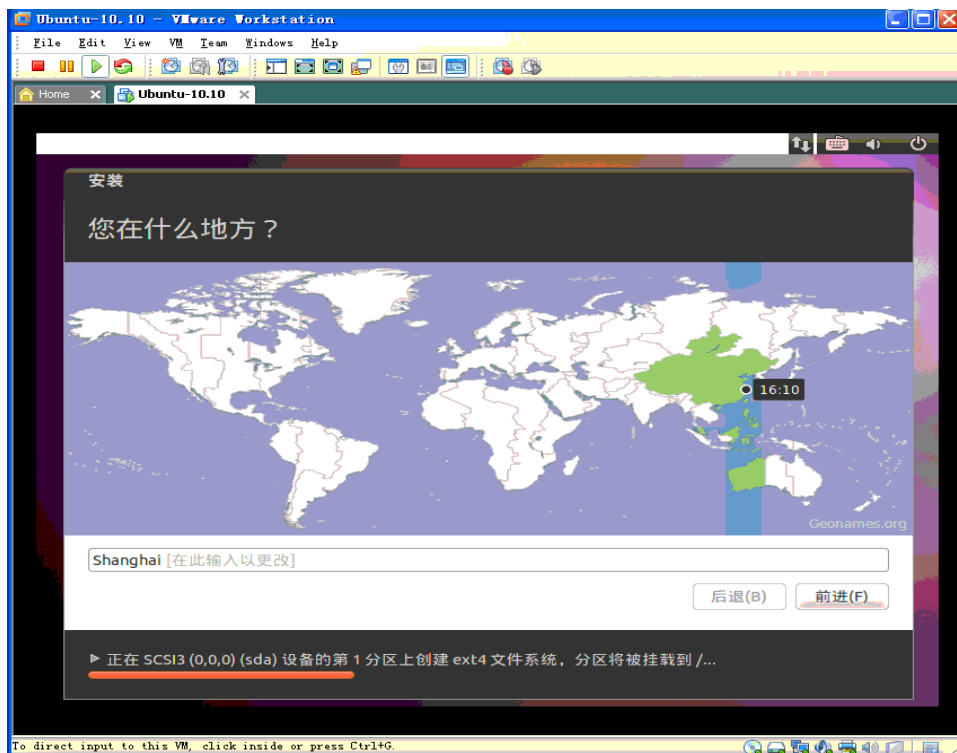 Ubuntu-10.10 - VMware Workstation
File Edit View VM Team Windows Help
Home Ubuntu-10.10
安装
您在什么地方？
16:10
Geonames.org
Shanghai [在此输入以更改]
后退(B) 前进(F)
正在 SCSI3 (0,0,0) (sda) 设备的第 1 分区上创建 ext4 文件系统，分区将被挂载到 /...
To direct input to this VM, click inside or press Ctrl+G.